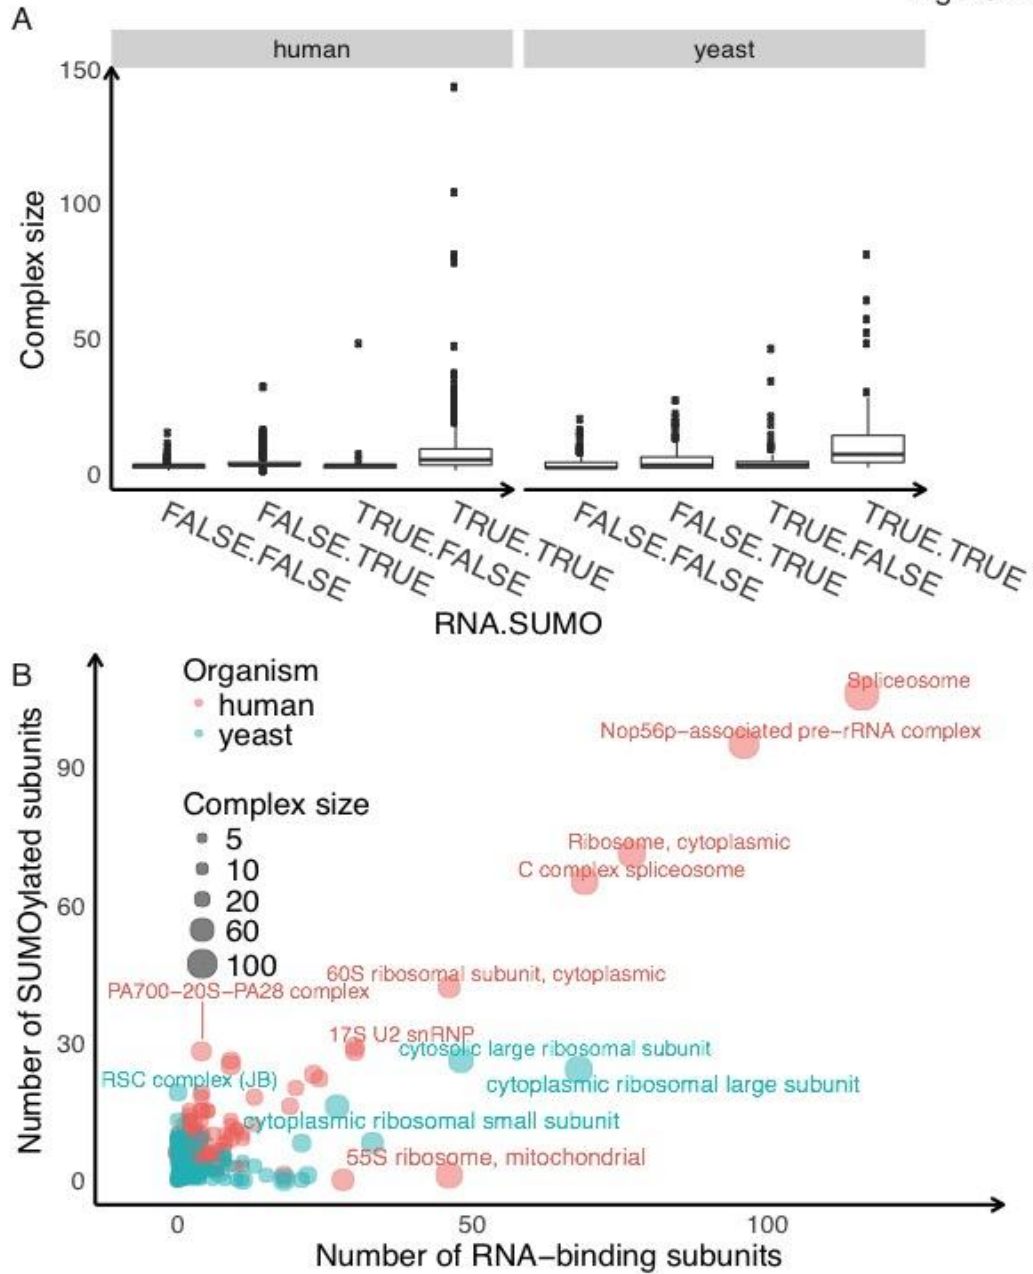 A
human
yeast
150
100
50
0
Complex size
FALSE.FALSE
FALSE.TRUE
TRUE.FALSE
TRUE.TRUE
FALSE.FALSE
FALSE.TRUE
TRUE.FALSE
TRUE.TRUE
RNA.SUMO
B
Organism
human
yeast
Complex size
5
10
20
60
100
Spliceosome
Nop56p−associated pre−rRNA complex
Ribosome, cytoplasmic
C complex spliceosome
60S ribosomal subunit, cytoplasmic
PA700−20S−PA28 complex
17S U2 snRNP
cytosolic large ribosomal subunit
RSC complex (JB)
cytoplasmic ribosomal large subunit
cytoplasmic ribosomal small subunit
55S ribosome, mitochondrial
90
60
30
0
Number of SUMOylated subunits
0
50
100
Number of RNA−binding subunits